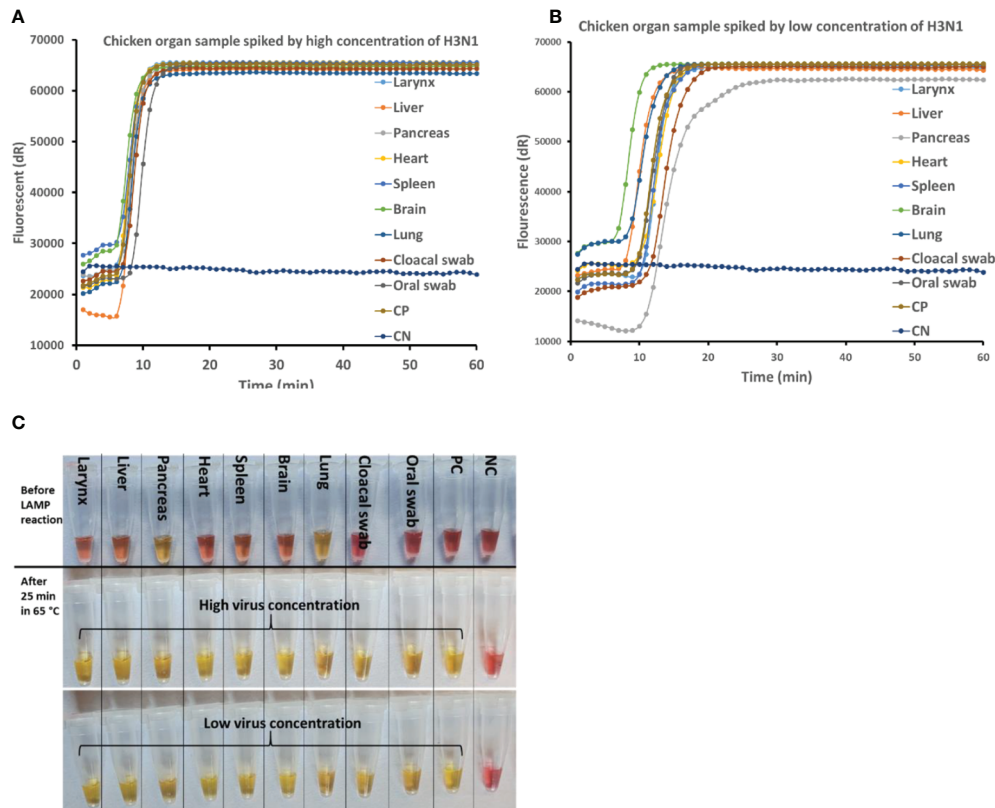 A
Chicken organ sample spiked by high concentration of H3N1
70000
60000
50000
40000
30000
20000
10000
Fluorescent (dR)
0 10 20 30 40 50 60
Time (min)
Larynx
Liver
Pancreas
Heart
Spleen
Brain
Lung
Cloacal swab
Oral swab
CP
CN
B
Chicken organ sample spiked by low concentration of H3N1
70000
60000
50000
40000
30000
20000
10000
Flourescence (dR)
0 10 20 30 40 50 60
Time (min)
Larynx
Liver
Pancreas
Heart
Spleen
Brain
Lung
Cloacal swab
Oral swab
CP
CN
C
Larynx
Liver
Pancreas
Heart
Spleen
Brain
Lung
Cloacal swab
Oral swab
PC
NC
Before
LAMP
reaction
After
25 min
in 65 °C
High virus concentration
Low virus concentration